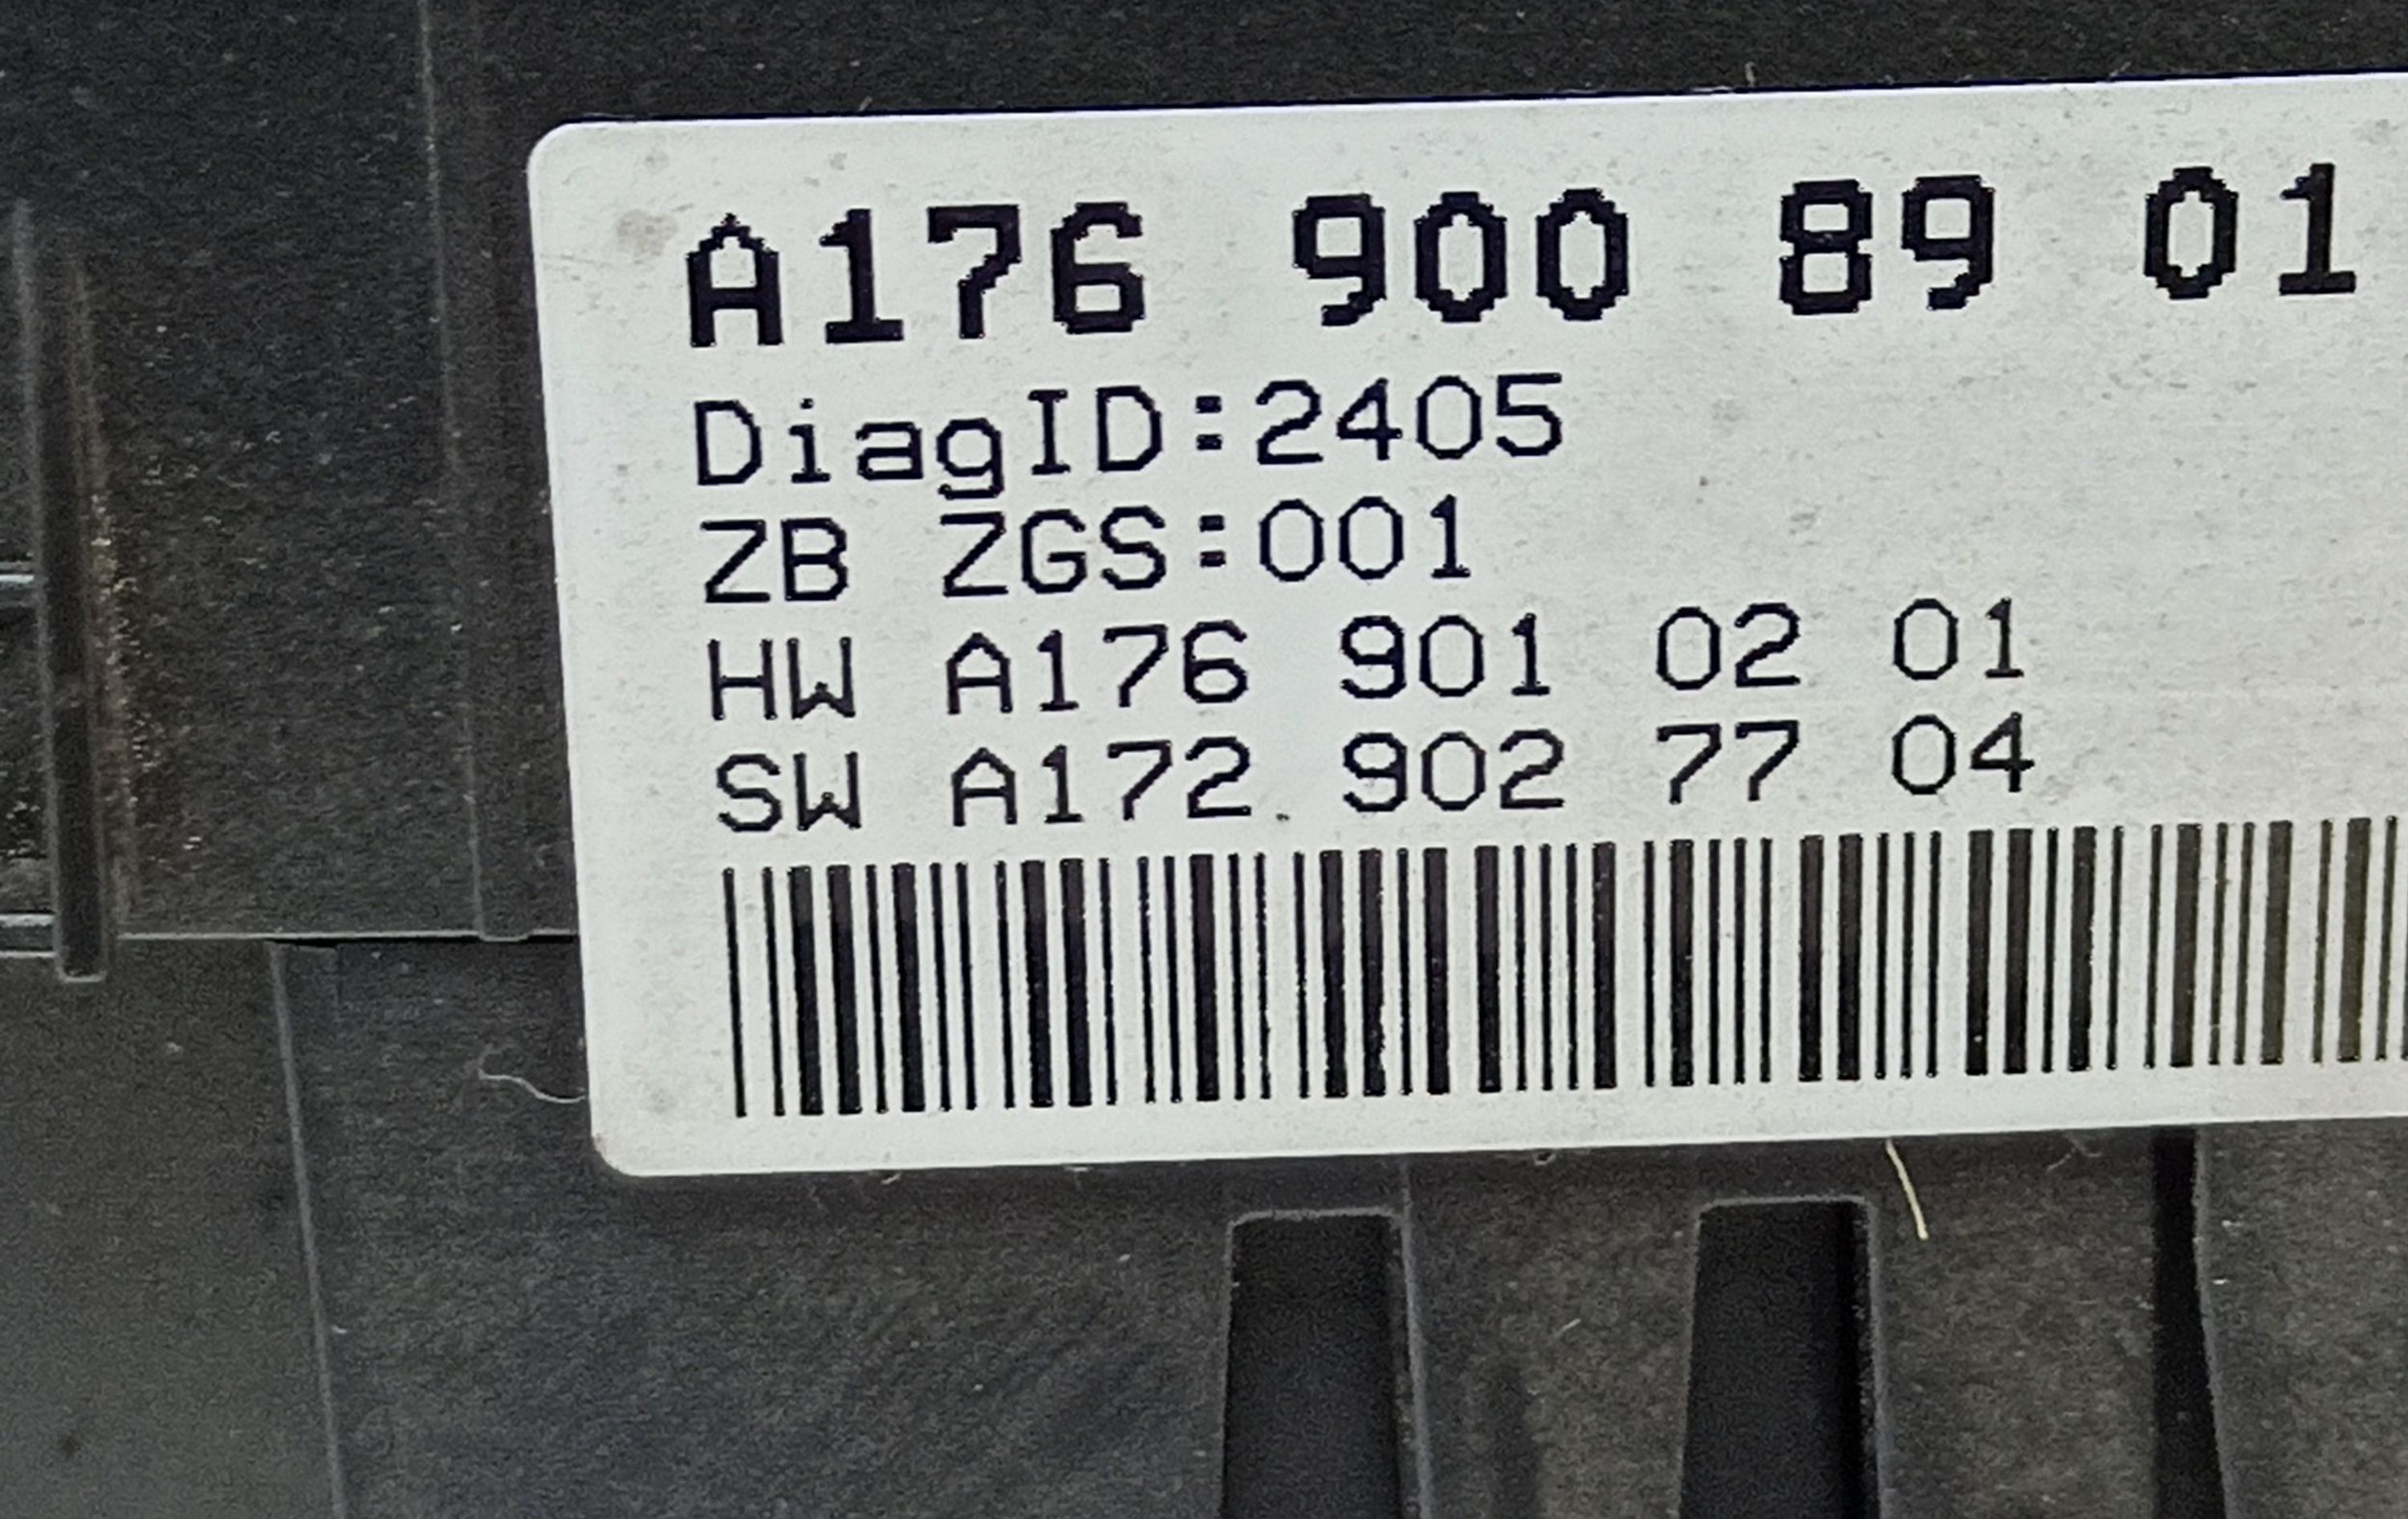 A176 900 89 01
DiagID:2405
ZB ZGS:001
HW A176 901 02 01
SW A172 902 77 04